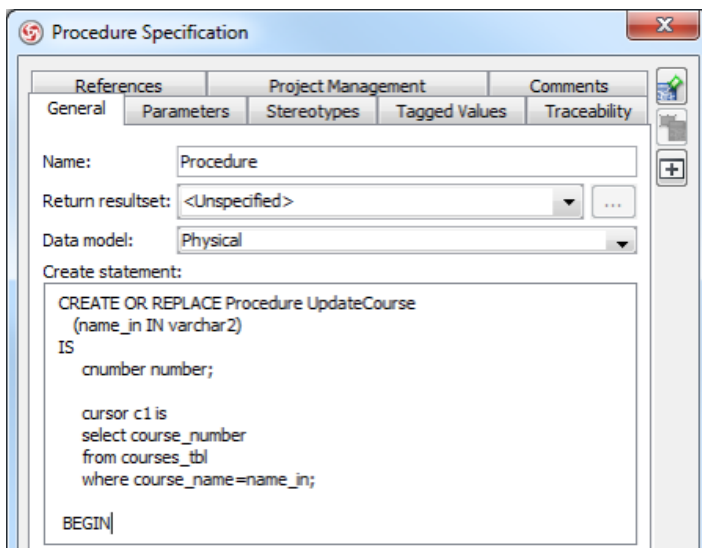 Procedure Specification
References Project Management Comments
General Parameters Stereotypes Tagged Values Traceability
Name: Procedure
Return resultset: <Unspecified> ...
Data model: Physical
Create statement:
CREATE OR REPLACE Procedure UpdateCourse
(name_in IN varchar2)
IS
cnumber number;
cursor c1 is
select course_number
from courses_tbl
where course_name=name_in;
BEGIN